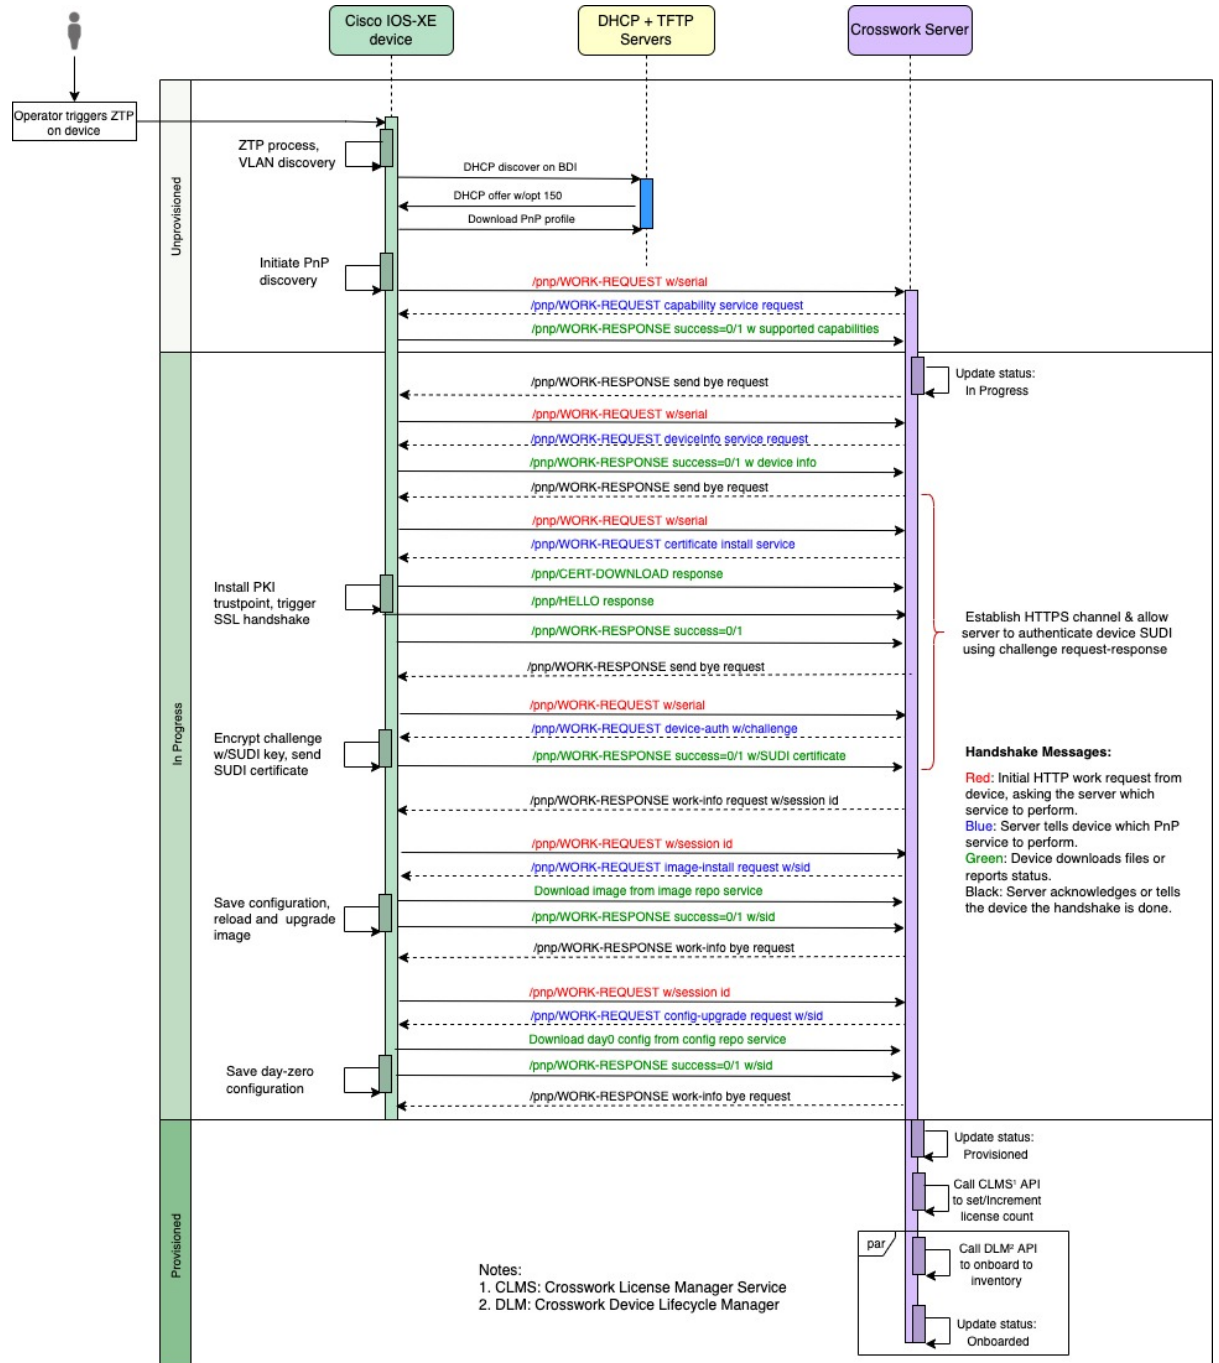 Cisco IOS-XE
device
DHCP + TFTP
Servers
Crosswork Server
Operator triggers ZTP
on device
Unprovisioned
ZTP process,
VLAN discovery
DHCP discover on BDI
DHCP offer w/opt 150
Download PnP profile
Initiate PnP
discovery
/pnp/WORK-REQUEST w/serial
/pnp/WORK-REQUEST capability service request
/pnp/WORK-RESPONSE success=0/1 w supported capabilities
In Progress
Update status:
In Progress
/pnp/WORK-RESPONSE send bye request
/pnp/WORK-REQUEST w/serial
/pnp/WORK-REQUEST deviceInfo service request
/pnp/WORK-RESPONSE success=0/1 w device info
/pnp/WORK-RESPONSE send bye request
/pnp/WORK-REQUEST w/serial
/pnp/WORK-REQUEST certificate install service
/pnp/CERT-DOWNLOAD response
Install PKI
trustpoint, trigger
SSL handshake
/pnp/HELLO response
/pnp/WORK-RESPONSE success=0/1
/pnp/WORK-RESPONSE send bye request
Establish HTTPS channel & allow
server to authenticate device SUDI
using challenge request-response
/pnp/WORK-REQUEST w/serial
/pnp/WORK-REQUEST device-auth w/challenge
Encrypt challenge
w/SUDI key, send
SUDI certificate
/pnp/WORK-RESPONSE success=0/1 w/SUDI certificate
/pnp/WORK-RESPONSE work-info request w/session id
Handshake Messages:
Red: Initial HTTP work request from
device, asking the server which
service to perform.
Blue: Server tells device which PnP
service to perform.
Green: Device downloads files or
reports status.
Black: Server acknowledges or tells
the device the handshake is done.
/pnp/WORK-REQUEST w/session id
/pnp/WORK-REQUEST image-install request w/sid
Download image from image repo service
Save configuration,
reload and upgrade
image
/pnp/WORK-RESPONSE success=0/1 w/sid
/pnp/WORK-RESPONSE work-info bye request
/pnp/WORK-REQUEST w/session id
/pnp/WORK-REQUEST config-upgrade request w/sid
Download day0 config from config repo service
/pnp/WORK-RESPONSE success=0/1 w/sid
Save day-zero
configuration
/pnp/WORK-RESPONSE work-info bye request
Provisioned
Update status:
Provisioned
Call CLMS¹ API
to set/Increment
license count
par
Call DLM² API
to onboard to
inventory
Update status:
Onboarded
Notes:
1. CLMS: Crosswork License Manager Service
2. DLM: Crosswork Device Lifecycle Manager